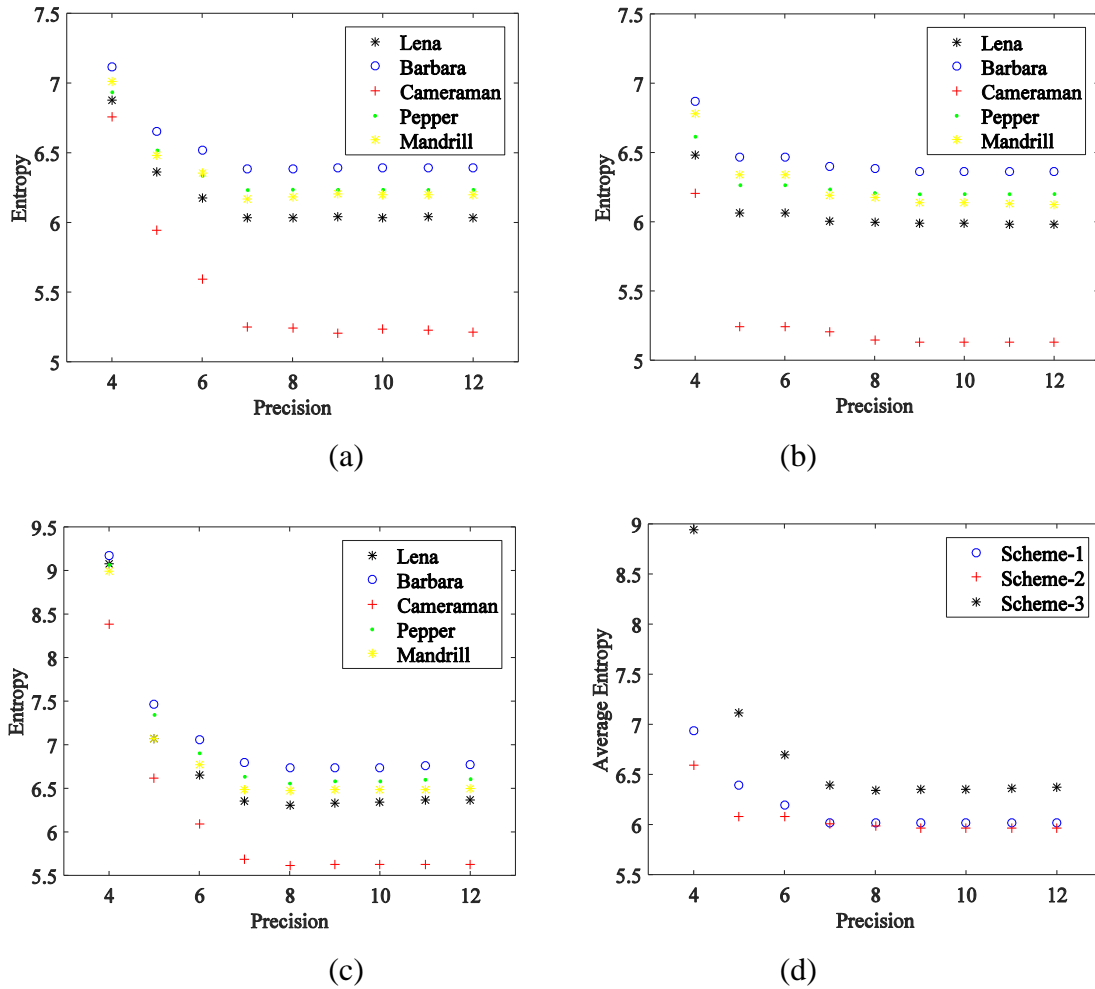 7.5
7
6.5
6
5.5
5
Entropy
4
6
8
10
12
Precision
Lena
Barbara
Cameraman
Pepper
Mandrill
(a)
7.5
7
6.5
6
5.5
5
Entropy
4
6
8
10
12
Precision
Lena
Barbara
Cameraman
Pepper
Mandrill
(b)
9.5
9
8.5
8
7.5
7
6.5
6
5.5
Entropy
4
6
8
10
12
Precision
Lena
Barbara
Cameraman
Pepper
Mandrill
(c)
9
8.5
8
7.5
7
6.5
6
5.5
Average Entropy
4
6
8
10
12
Precision
Scheme-1
Scheme-2
Scheme-3
(d)